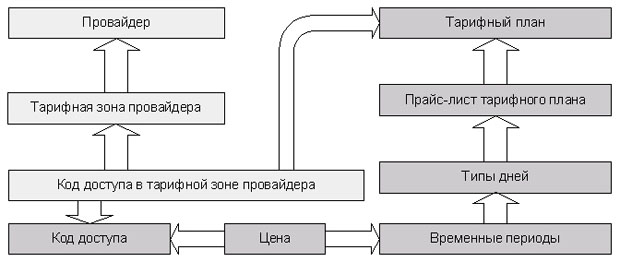 Провайдер
Тарифный план
Тарифная зона провайдера
Прайс-лист тарифного плана
Код доступа в тарифной зоне провайдера
Типы дней
Код доступа
Цена
Временные периоды